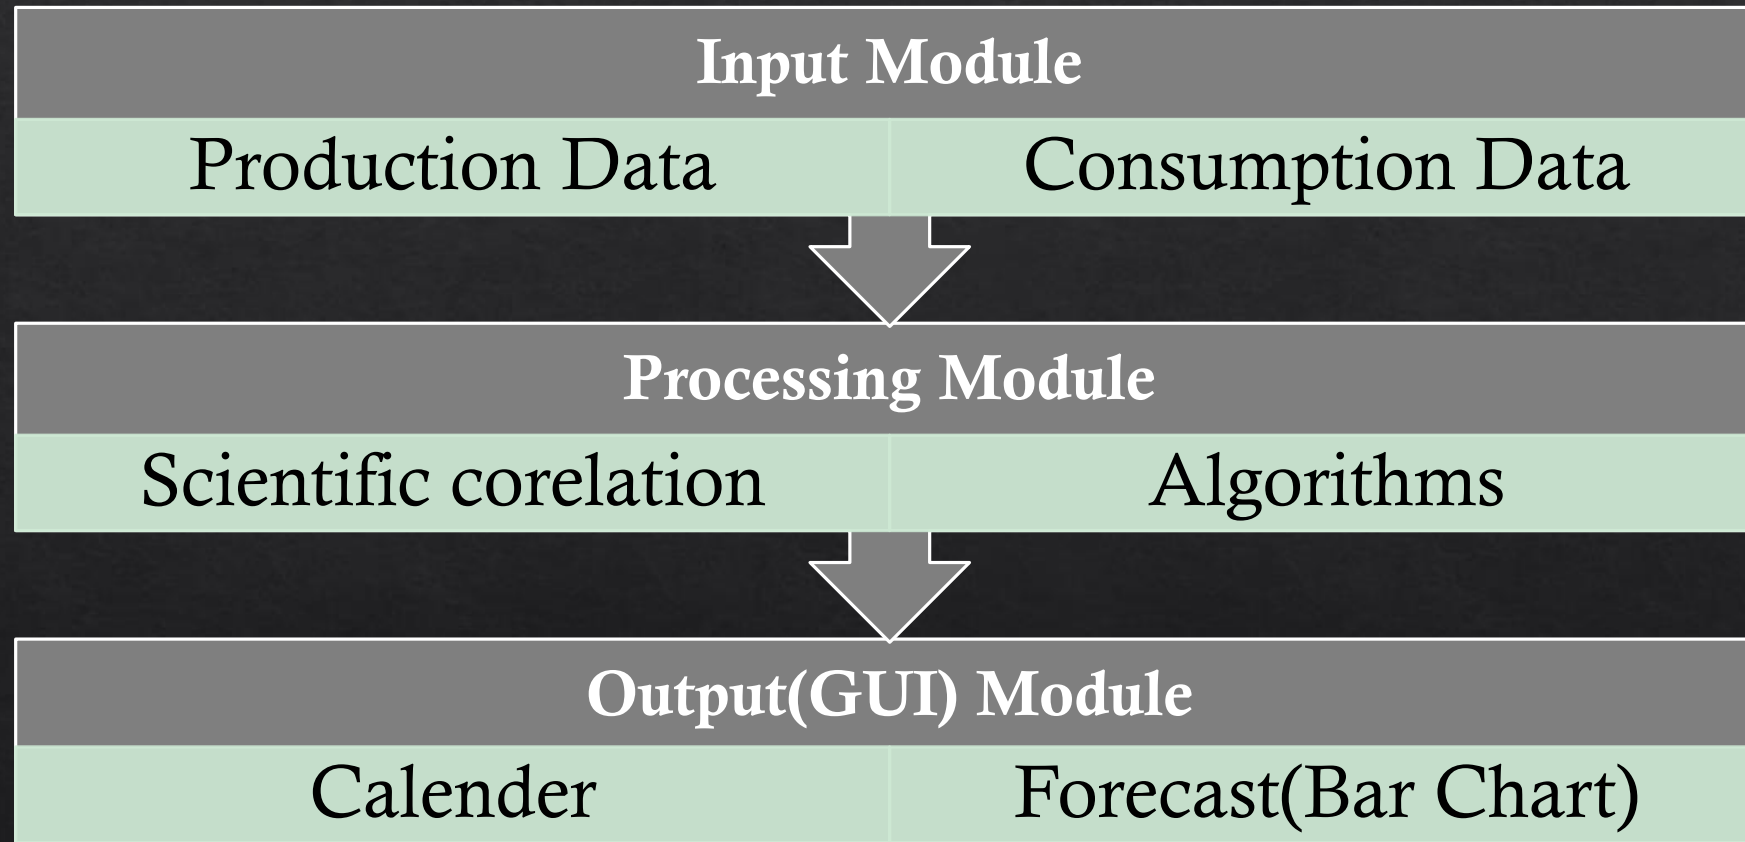 Input Module
Production Data
Consumption Data
Processing Module
Scientific corelation
Algorithms
Output(GUI) Module
Calender
Forecast(Bar Chart)